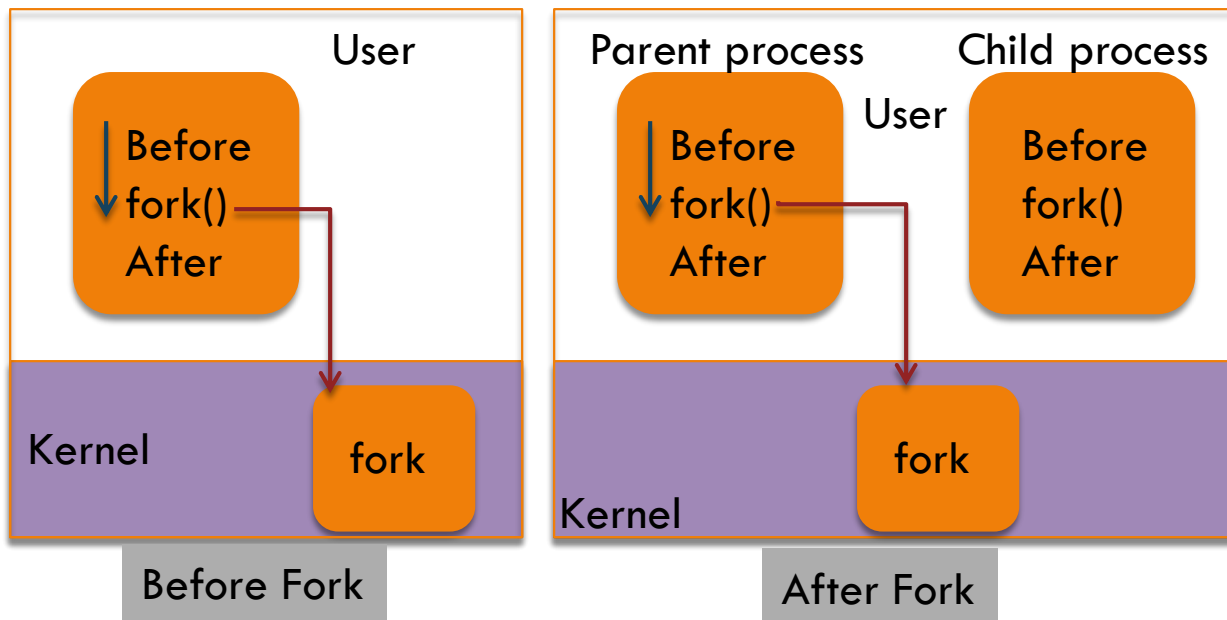 User
Before
fork()
After
Kernel
fork
Before Fork
Parent process
Child process
User
Before
fork()
After
Before
fork()
After
fork
Kernel
After Fork